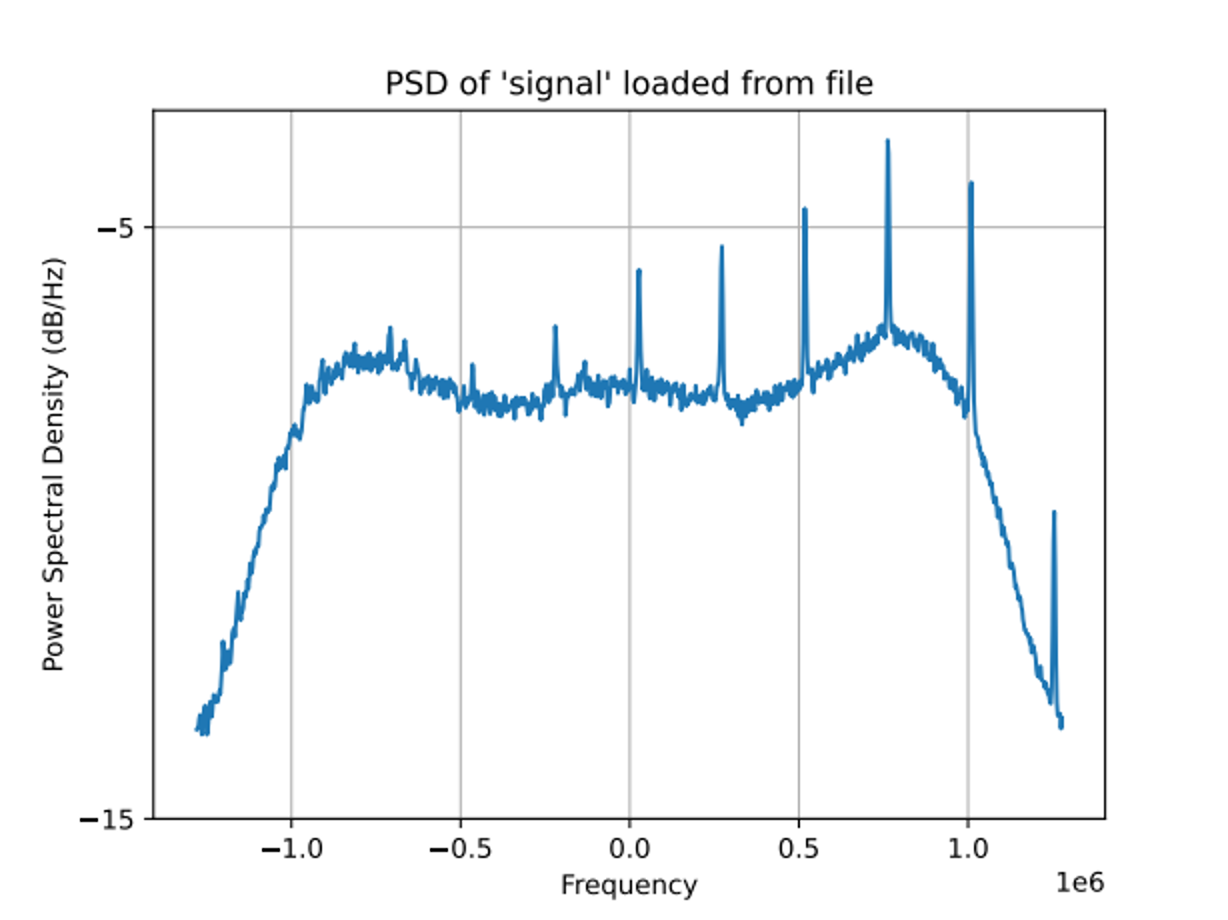 PSD of 'signal' loaded from file
Power Spectral Density (dB/Hz)
−5
−15
−1.0 −0.5 0.0 0.5 1.0
Frequency
1e6